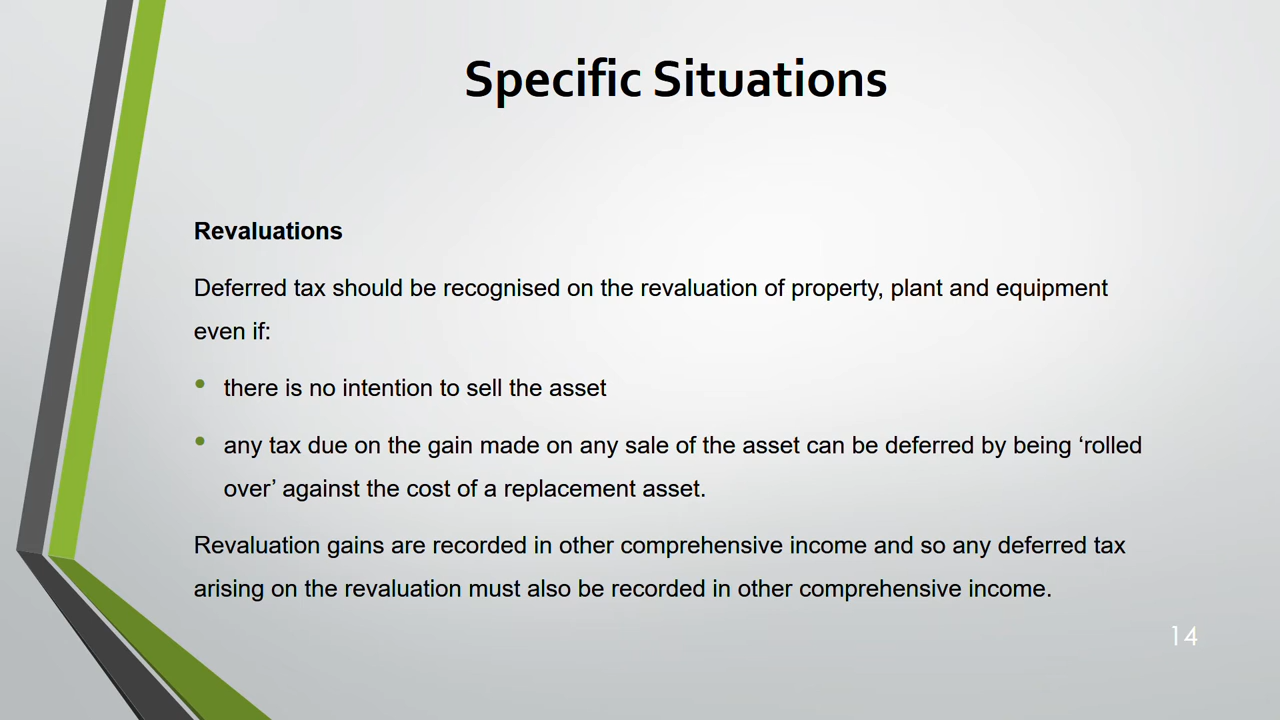 Specific Situations
Revaluations
Deferred tax should be recognised on the revaluation of property, plant and equipment
even if:
• there is no intention to sell the asset
• any tax due on the gain made on any sale of the asset can be deferred by being ‘rolled
over’ against the cost of a replacement asset.
Revaluation gains are recorded in other comprehensive income and so any deferred tax
arising on the revaluation must also be recorded in other comprehensive income.
14